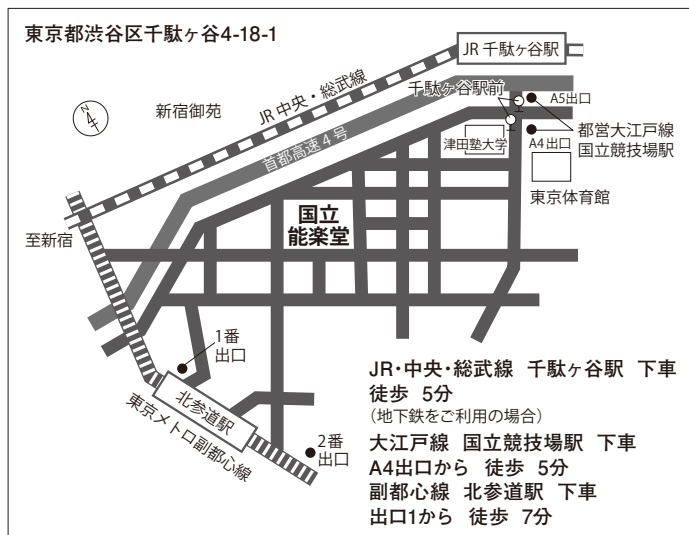 東京都渋谷区千駄ヶ谷4-18-1
JR 千駄ヶ谷駅
JR 中央・総武線
千駄ヶ谷駅前
A5出口
新宿御苑
N
首都高速4号
津田塾大学
A4出口
都営大江戸線
国立競技場駅
東京体育館
国立
能楽堂
至新宿
1番
出口
北参道駅
東京メトロ副都心線
2番
出口
JR・中央・総武線 千駄ヶ谷駅 下車
徒歩 5分
(地下鉄をご利用の場合)
大江戸線 国立競技場駅 下車
A4出口から 徒歩 5分
副都心線 北参道駅 下車
出口1から 徒歩 7分